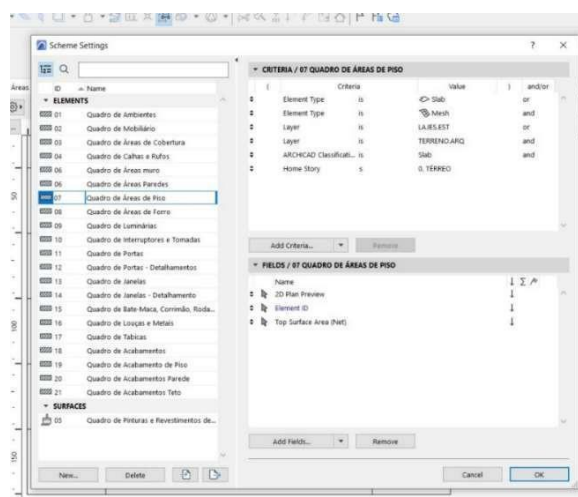 Scheme Settings
? ×
ID Name
ELEMENTS
01 Quadro de Ambientes
02 Quadro de Mobiliário
03 Quadro de Áreas de Cobertura
04 Quadro de Calhas e Rufos
06 Quadro de Áreas muro
06 Quadro de Áreas Paredes
07 Quadro de Áreas de Piso
08 Quadro de Áreas de Forro
09 Quadro de Luminárias
10 Quadro de Interruptores e Tomadas
11 Quadro de Portas
12 Quadro de Portas - Detalhamentos
13 Quadro de Janelas
14 Quadro de Janelas - Detalhamento
15 Quadro de Bate-Maca, Corrimão, Roda...
16 Quadro de Louças e Metais
17 Quadro de Tabicas
18 Quadro de Acabamentos
19 Quadro de Acabamento de Piso
20 Quadro de Acabamentos Parede
21 Quadro de Acabamentos Teto
SURFACES
05 Quadro de Pinturas e Revestimentos de...
New... Delete
CRITERIA / 07 QUADRO DE ÁREAS DE PISO
( Criteria Value ) and/or
Element Type is Slab or
Element Type is Mesh and
Layer is LAJES.EST or
Layer is TERRENO.ARQ and
ARCHICAD Classificati... is Slab and
Home Story s 0. TÉRREO
Add Criteria... Remove
FIELDS / 07 QUADRO DE ÁREAS DE PISO
Name
2D Plan Preview
Element ID
Top Surface Area (Net)
Add Fields... Remove
Cancel OK
Áreas
50
100
150